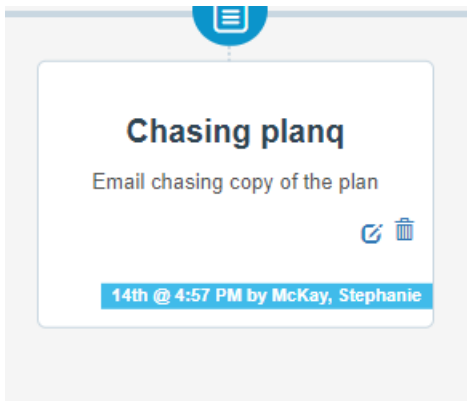 Chasing planq
Email chasing copy of the plan
14th @ 4:57 PM by McKay, Stephanie